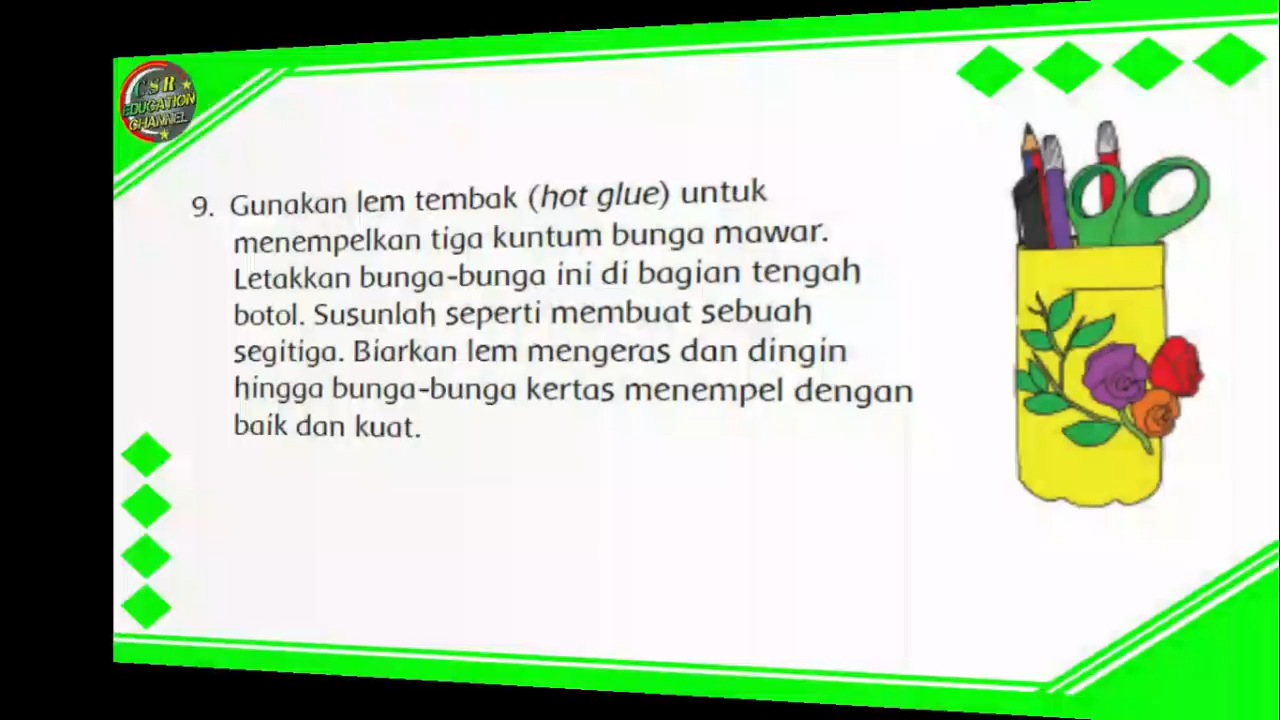 CSR
EDUCATION
CHANNEL
9. Gunakan lem tembak (hot glue) untuk
menempelkan tiga kuntum bunga mawar.
Letakkan bunga-bunga ini di bagian tengah
botol. Susunlah seperti membuat sebuah
segitiga. Biarkan lem mengeras dan dingin
hingga bunga-bunga kertas menempel dengan
baik dan kuat.